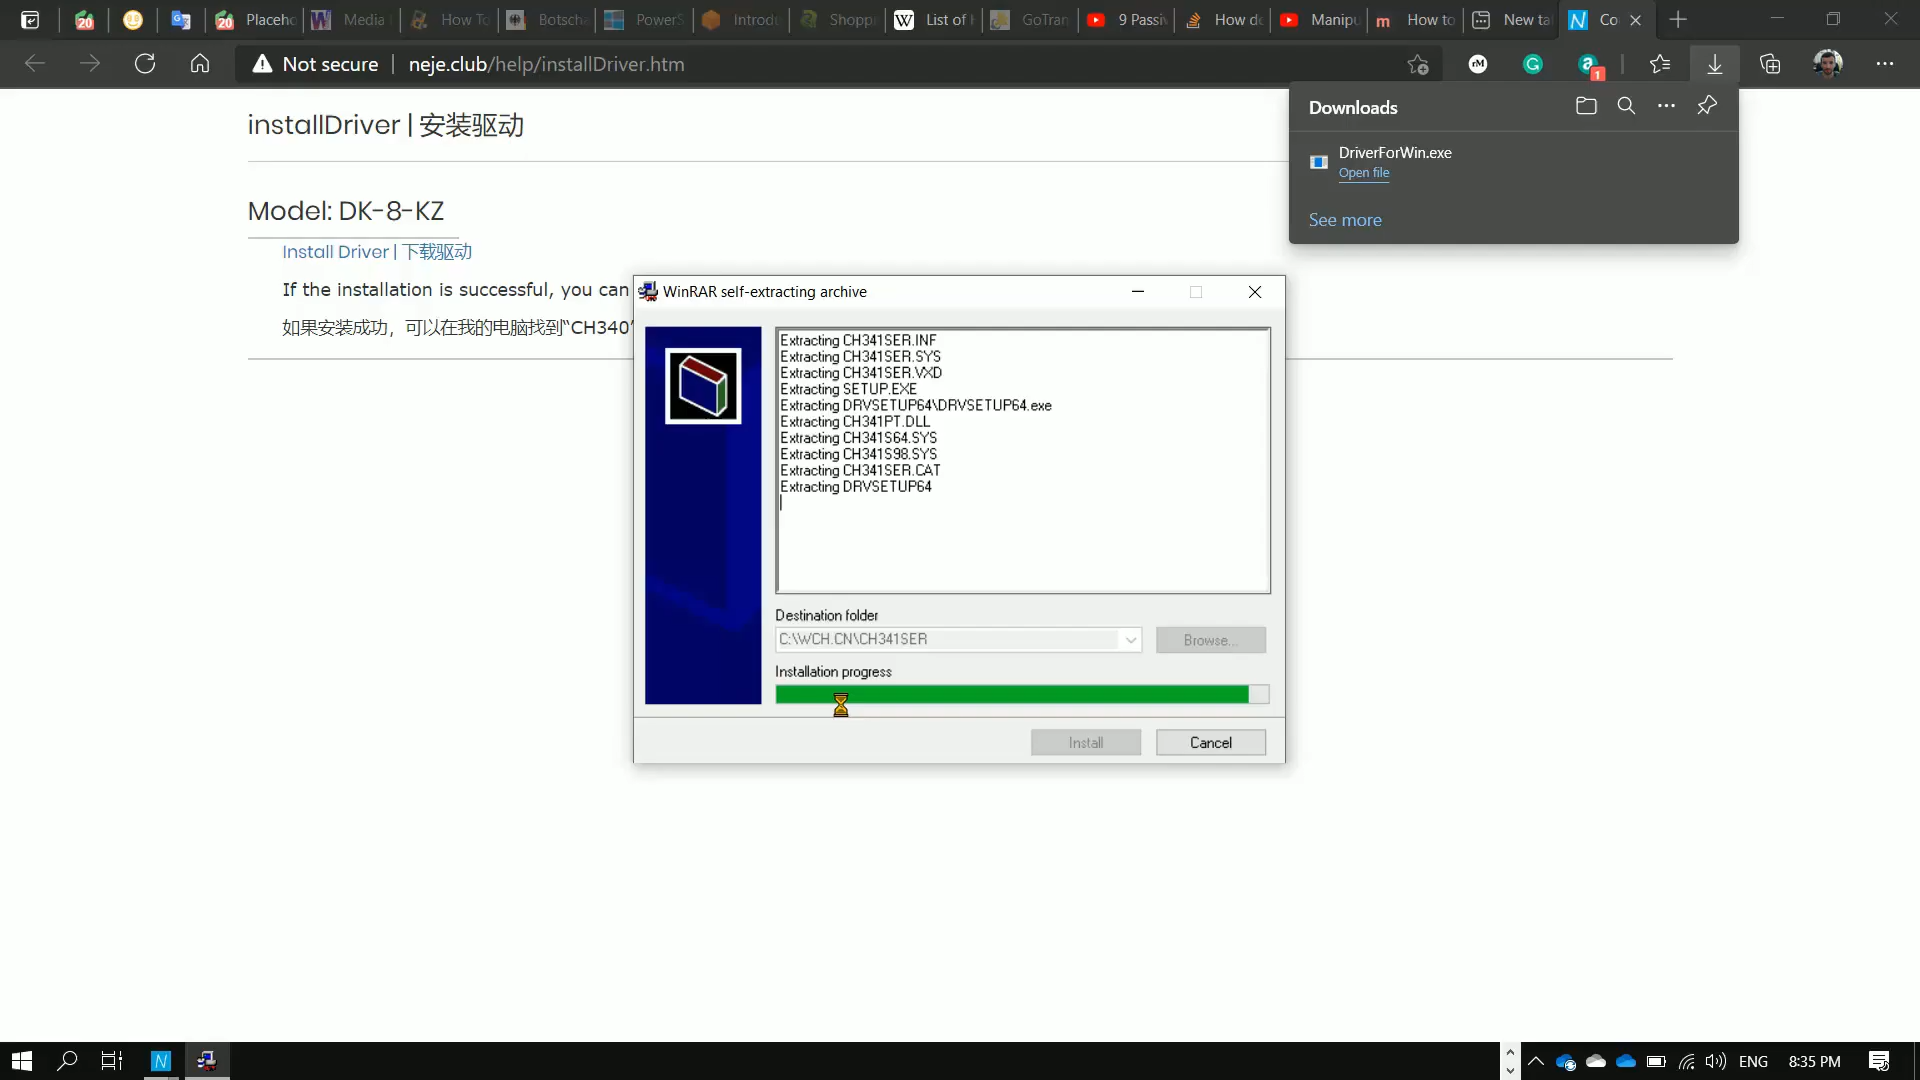 20
Placeho
Media
How To
Botscha
PowerS
Introdu
Shoppi
List of
GoTran
9 Passiv
How do
Manipu
How to
New ta
Co
Not secure
neje.club/help/installDriver.htm
1
Downloads
DriverForWin.exe
Open file
See more
installDriver | 安装驱动
Model: DK-8-KZ
Install Driver | 下载驱动
If the installation is successful, you can
如果安装成功，可以在我的电脑找到“CH340”
WinRAR self-extracting archive
Extracting CH341SER.INF
Extracting CH341SER.SYS
Extracting CH341SER.VXD
Extracting SETUP.EXE
Extracting DRVSETUP64\DRVSETUP64.exe
Extracting CH341PT.DLL
Extracting CH341S64.SYS
Extracting CH341S98.SYS
Extracting CH341SER.CAT
Extracting DRVSETUP64
Destination folder
C:\WCH.CN\CH341SER
Browse...
Installation progress
Install
Cancel
ENG
8:35 PM